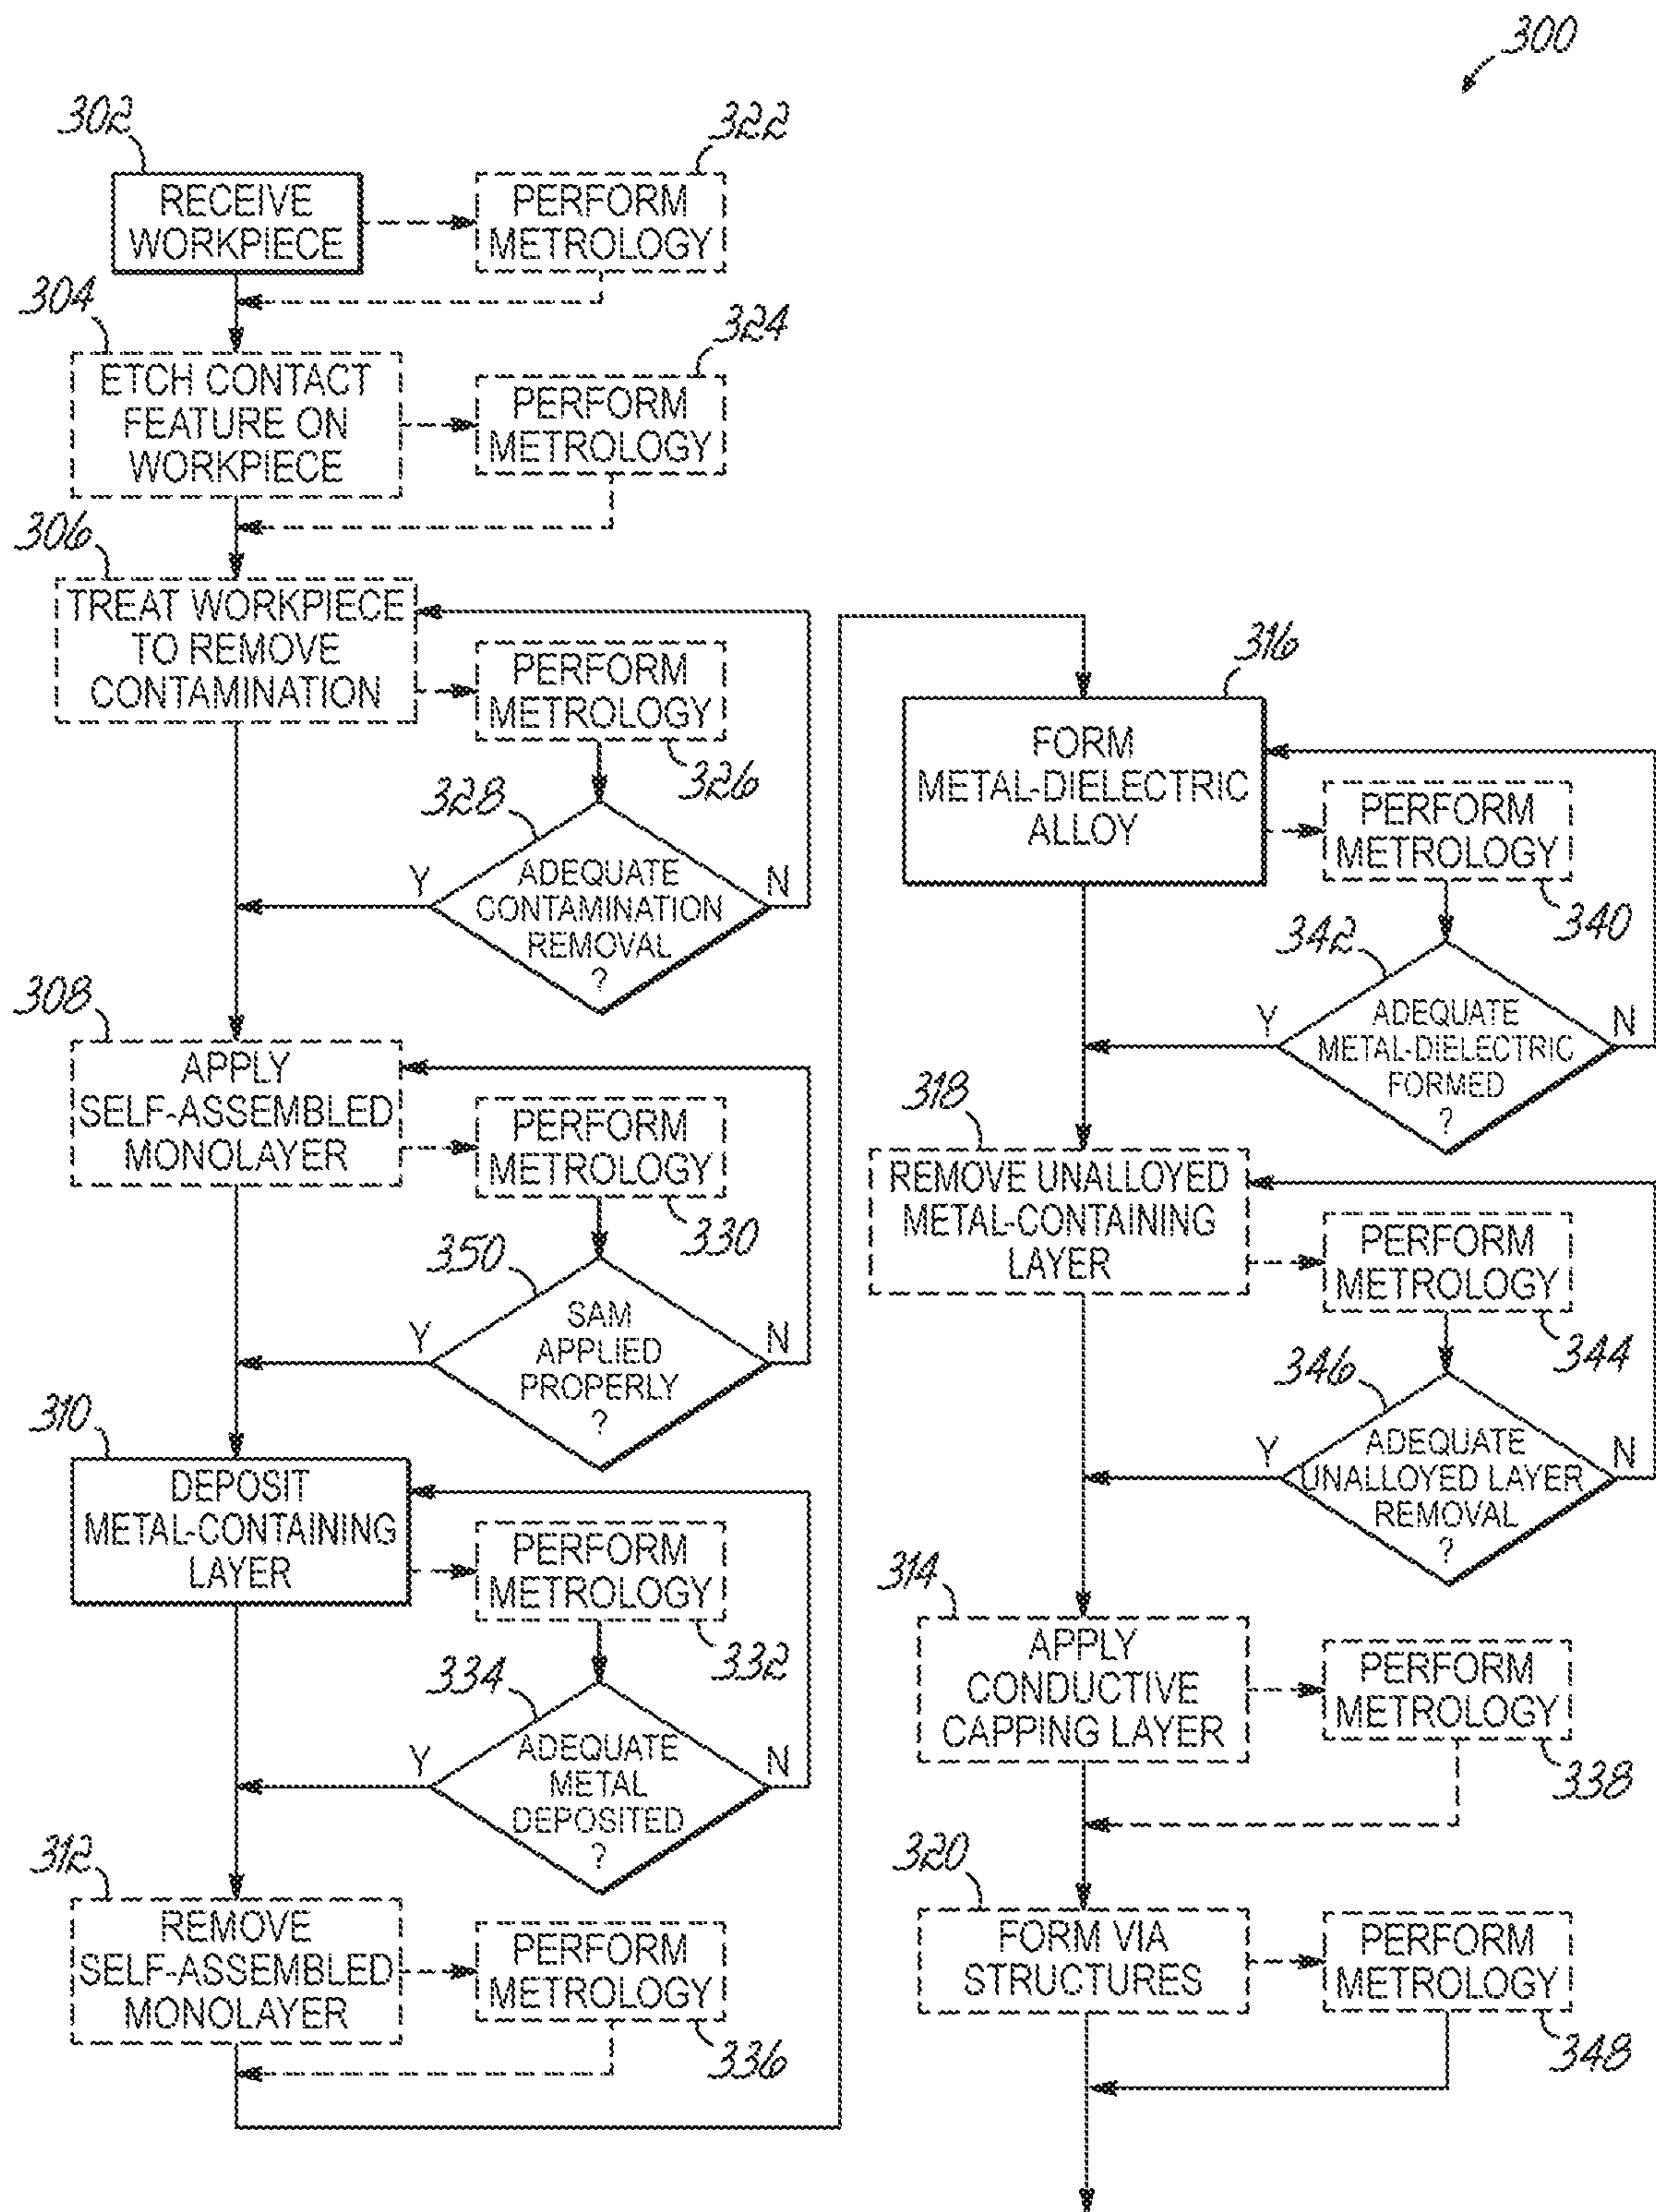 300
302
RECEIVE
WORKPIECE
322
PERFORM
METROLOGY
304
ETCH CONTACT
FEATURE ON
WORKPIECE
324
PERFORM
METROLOGY
306
TREAT WORKPIECE
TO REMOVE
CONTAMINATION
PERFORM
METROLOGY
326
328
Y
ADEQUATE
CONTAMINATION
REMOVAL
?
N
308
APPLY
SELF-ASSEMBLED
MONOLAYER
PERFORM
METROLOGY
330
350
Y
SAM
APPLIED
PROPERLY
?
N
310
DEPOSIT
METAL-CONTAINING
LAYER
PERFORM
METROLOGY
332
334
Y
ADEQUATE
METAL
DEPOSITED
?
N
312
REMOVE
SELF-ASSEMBLED
MONOLAYER
PERFORM
METROLOGY
336
316
FORM
METAL-DIELECTRIC
ALLOY
PERFORM
METROLOGY
340
342
Y
ADEQUATE
METAL-DIELECTRIC
FORMED
?
N
318
REMOVE UNALLOYED
METAL-CONTAINING
LAYER
PERFORM
METROLOGY
344
346
Y
ADEQUATE
UNALLOYED LAYER
REMOVAL
?
N
314
APPLY
CONDUCTIVE
CAPPING LAYER
PERFORM
METROLOGY
338
320
FORM VIA
STRUCTURES
PERFORM
METROLOGY
348